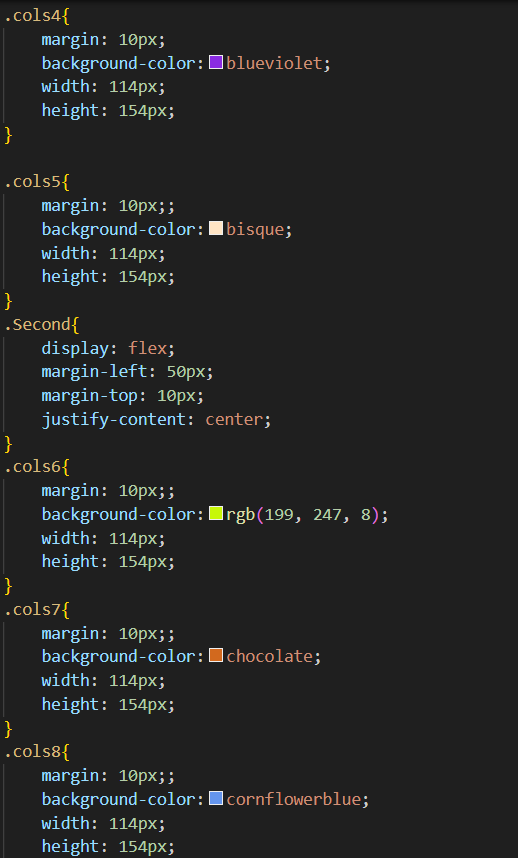 .cols4{
    margin: 10px;
    background-color: blueviolet;
    width: 114px;
    height: 154px;
}

.cols5{
    margin: 10px;;
    background-color: bisque;
    width: 114px;
    height: 154px;
}
.Second{
    display: flex;
    margin-left: 50px;
    margin-top: 10px;
    justify-content: center;
}
.cols6{
    margin: 10px;;
    background-color: rgb(199, 247, 8);
    width: 114px;
    height: 154px;
}
.cols7{
    margin: 10px;;
    background-color: chocolate;
    width: 114px;
    height: 154px;
}
.cols8{
    margin: 10px;;
    background-color: cornflowerblue;
    width: 114px;
    height: 154px;